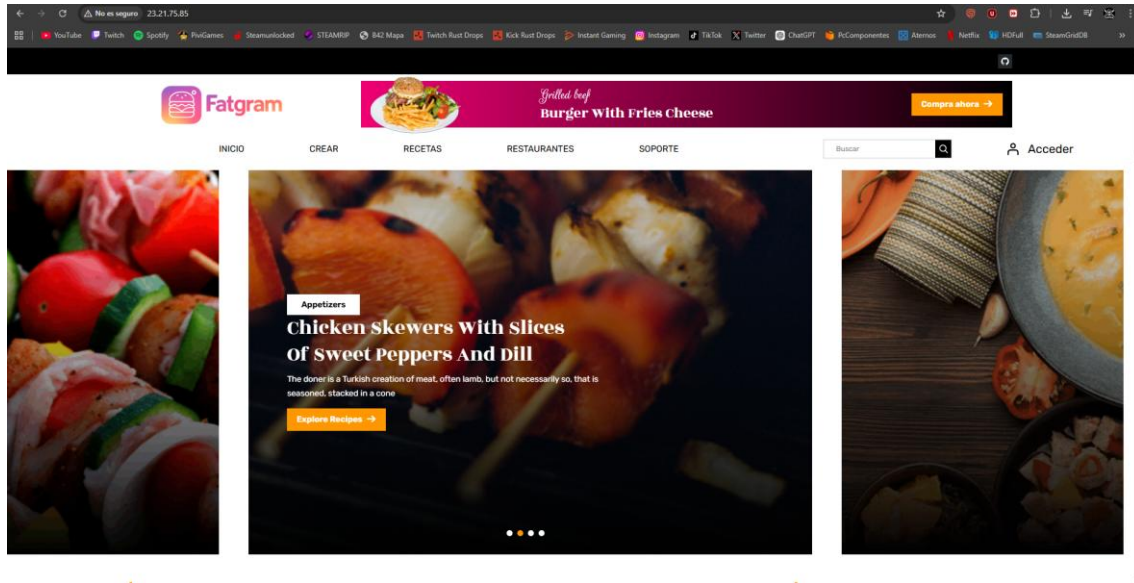 No es seguro 23.21.75.85
YouTube Twitch Spotify PiviGames Steamunlocked STEAMRIP B42 Mapa Twitch Rust Drops Kick Rust Drops Instant Gaming Instagram TikTok Twitter ChatGPT PcComponentes Aternos Netflix HDFull SteamGridDB »
Fatgram
Grilled beef
Burger With Fries Cheese
Compra ahora →
INICIO CREAR RECETAS RESTAURANTES SOPORTE Buscar Acceder
Appetizers
Chicken Skewers With Slices
Of Sweet Peppers And Dill
The doner is a Turkish creation of meat, often lamb, but not necessarily so, that is
seasoned, stacked in a cone
Explore Recipes →